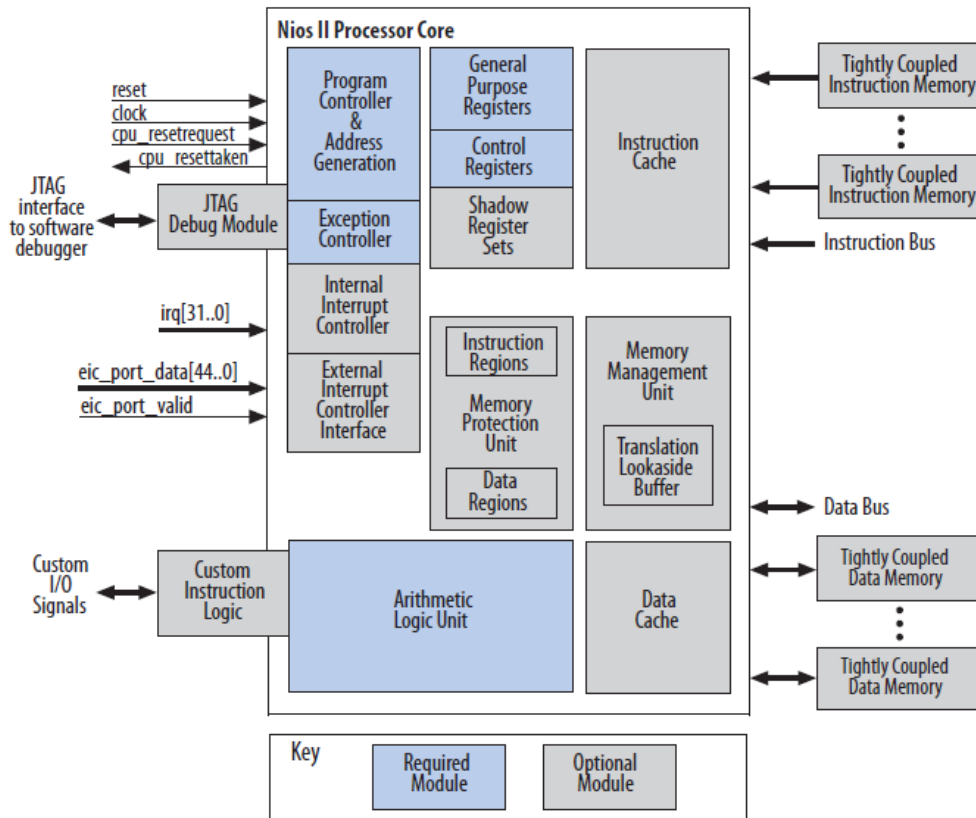 Nios II Processor Core
reset
clock
cpu_resetrequest
cpu_resettaken
JTAG
interface
to software
debugger
JTAG
Debug Module
irq[31..0]
eic_port_data[44..0]
eic_port_valid
Custom
I/O
Signals
Custom
Instruction
Logic
Program
Controller
&
Address
Generation
Exception
Controller
Internal
Interrupt
Controller
External
Interrupt
Controller
Interface
General
Purpose
Registers
Control
Registers
Shadow
Register
Sets
Instruction
Cache
Instruction
Regions
Memory
Protection
Unit
Data
Regions
Memory
Management
Unit
Translation
Lookaside
Buffer
Arithmetic
Logic Unit
Data
Cache
Tightly Coupled
Instruction Memory
Tightly Coupled
Instruction Memory
Instruction Bus
Data Bus
Tightly Coupled
Data Memory
Tightly Coupled
Data Memory
Key
Required
Module
Optional
Module